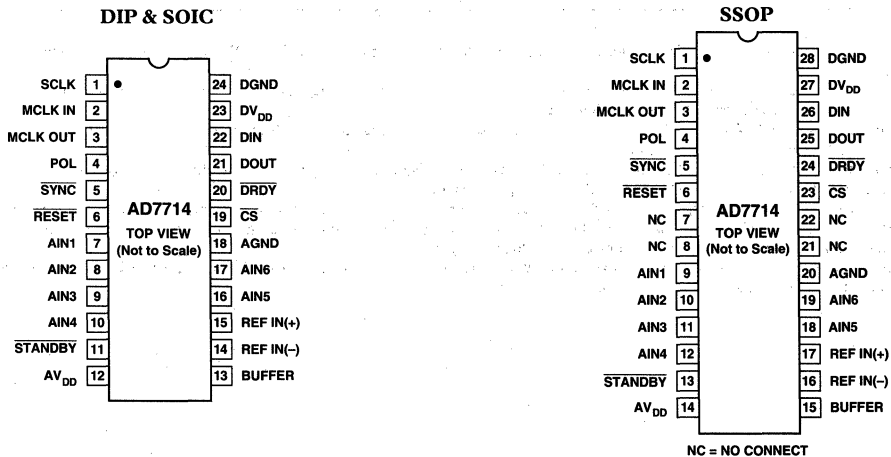 DIP & SOIC
SCLK 1 24 DGND
MCLK IN 2 23 DVDD
MCLK OUT 3 22 DIN
POL 4 21 DOUT
SYNC 5 20 DRDY
RESET 6 19 CS
AIN1 7 18 AGND
AIN2 8 17 AIN6
AIN3 9 16 AIN5
AIN4 10 15 REF IN(+)
STANDBY 11 14 REF IN(–)
AVDD 12 13 BUFFER
AD7714
TOP VIEW
(Not to Scale)
SSOP
SCLK 1 28 DGND
MCLK IN 2 27 DVDD
MCLK OUT 3 26 DIN
POL 4 25 DOUT
SYNC 5 24 DRDY
RESET 6 23 CS
NC 7 22 NC
NC 8 21 NC
AIN1 9 20 AGND
AIN2 10 19 AIN6
AIN3 11 18 AIN5
AIN4 12 17 REF IN(+)
STANDBY 13 16 REF IN(–)
AVDD 14 15 BUFFER
AD7714
TOP VIEW
(Not to Scale)
NC = NO CONNECT